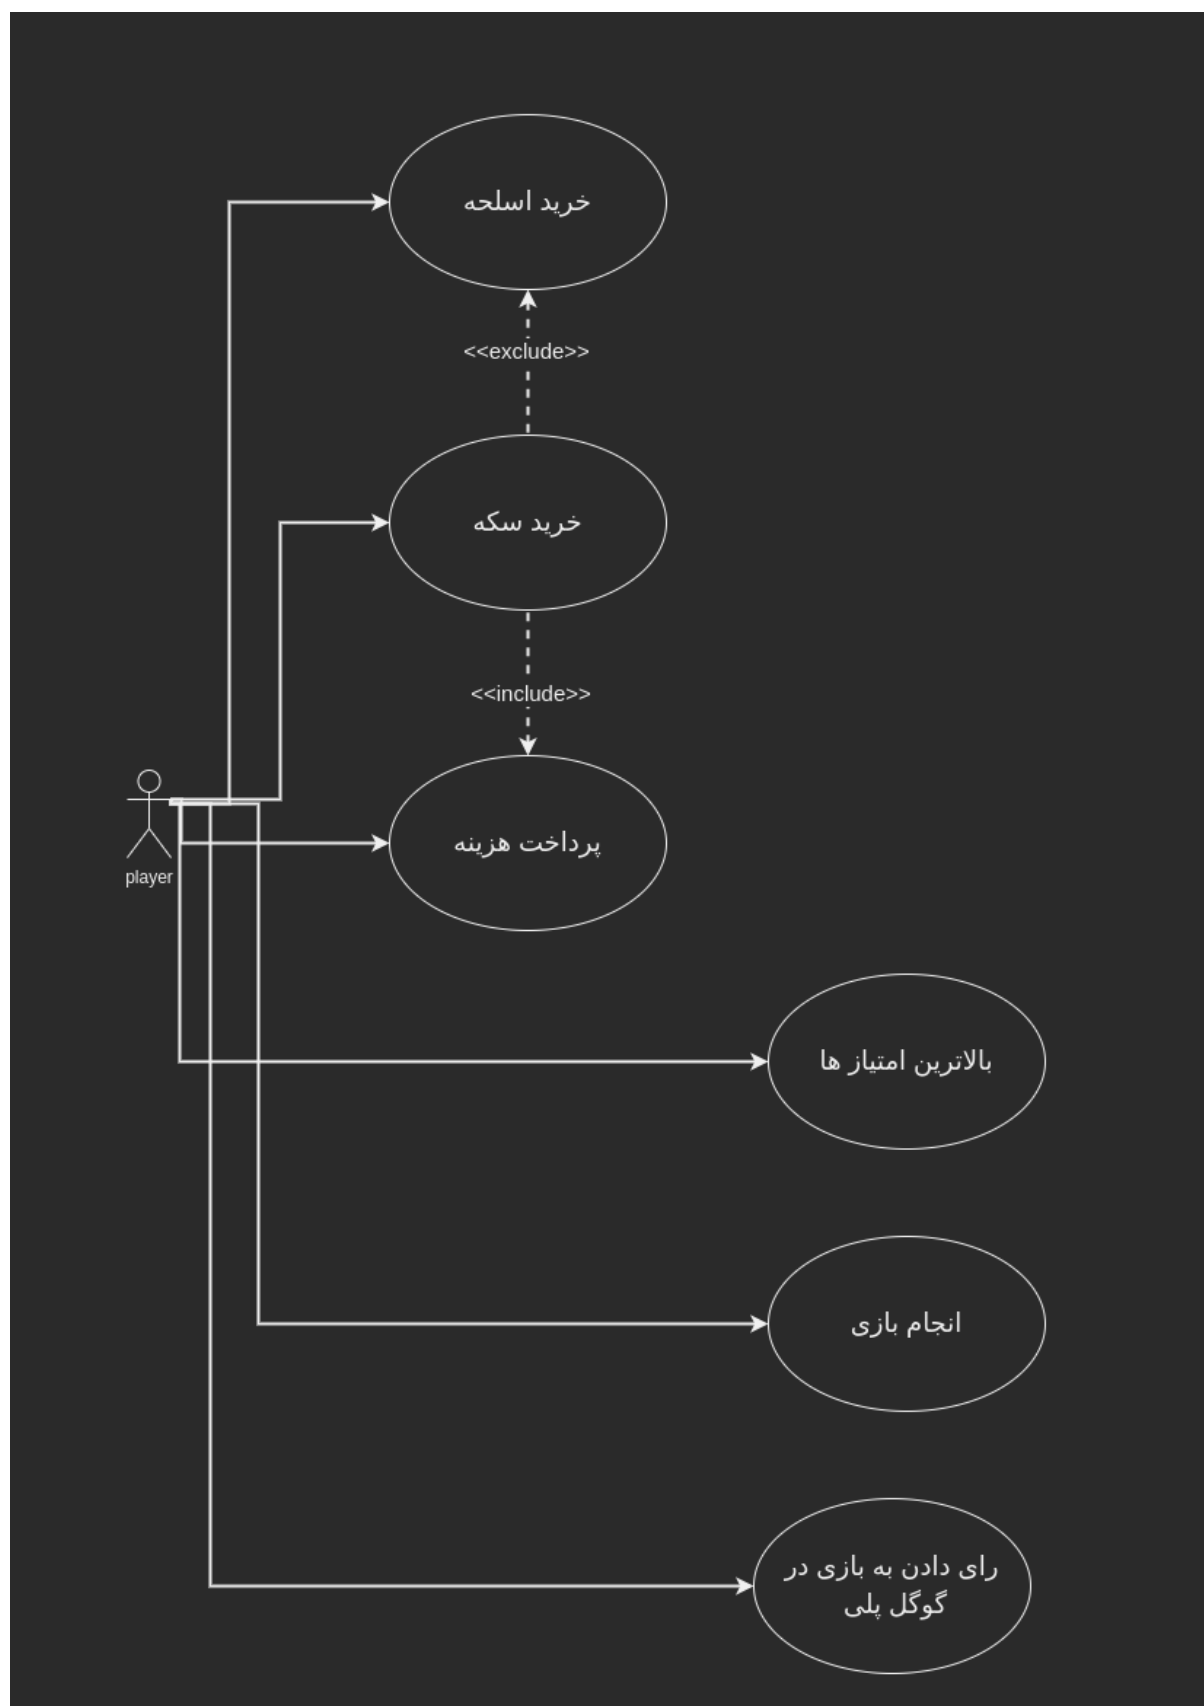 خرید اسلحه
<<exclude>>
خرید سکه
<<include>>
پرداخت هزینه
player
بالاترین امتیاز ها
انجام بازی
رای دادن به بازی در
گوگل پلی